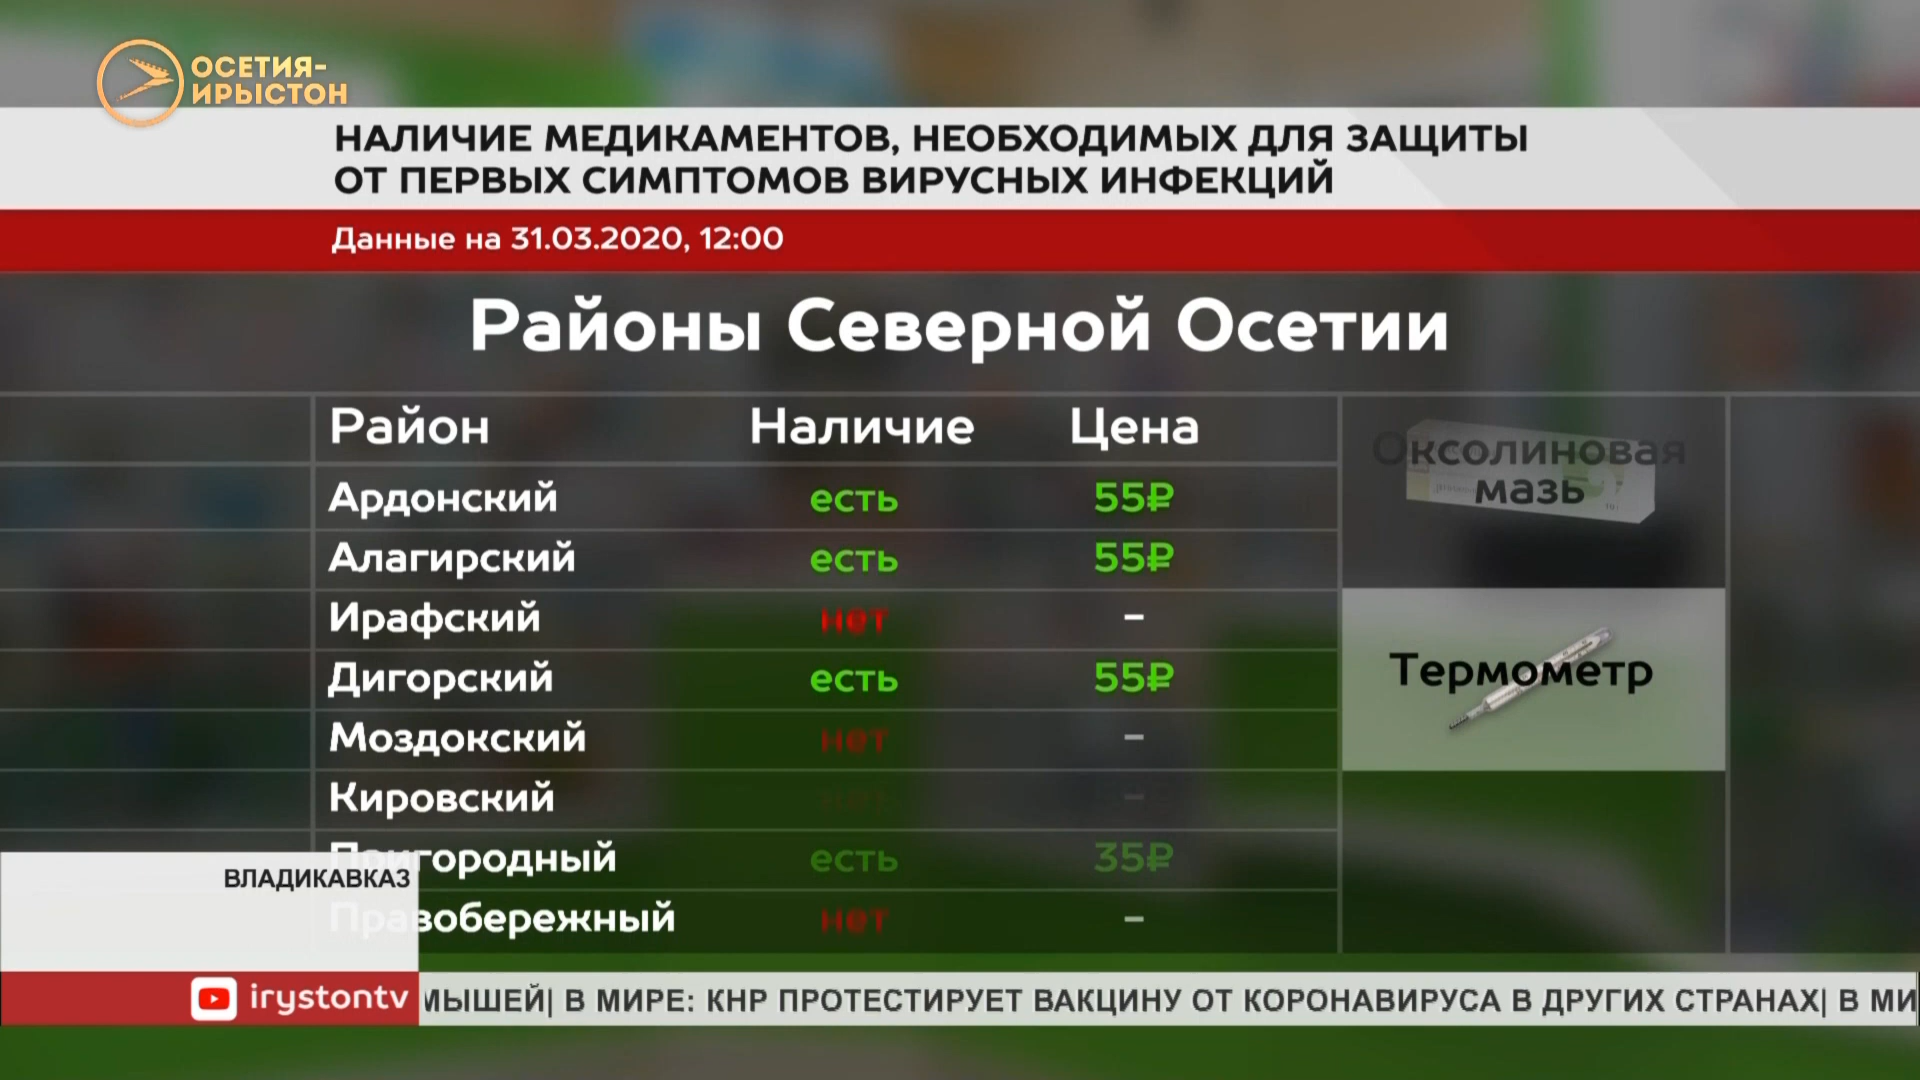 ОСЕТИЯ-
ИРЫСТОН
НАЛИЧИЕ МЕДИКАМЕНТОВ, НЕОБХОДИМЫХ ДЛЯ ЗАЩИТЫ
ОТ ПЕРВЫХ СИМПТОМОВ ВИРУСНЫХ ИНФЕКЦИЙ
Данные на 31.03.2020, 12:00
Районы Северной Осетии
Район Наличие Цена
Оксолиновая
мазь
Ардонский есть 55₽
Алагирский есть 55₽
Ирафский нет –
Дигорский есть 55₽
Термометр
Моздокский нет –
Кировский нет –
Пригородный есть 35₽
Правобережный нет –
ВЛАДИКАВКАЗ
irystontv
МЫШЕЙ| В МИРЕ: КНР ПРОТЕСТИРУЕТ ВАКЦИНУ ОТ КОРОНАВИРУСА В ДРУГИХ СТРАНАХ| В МИ